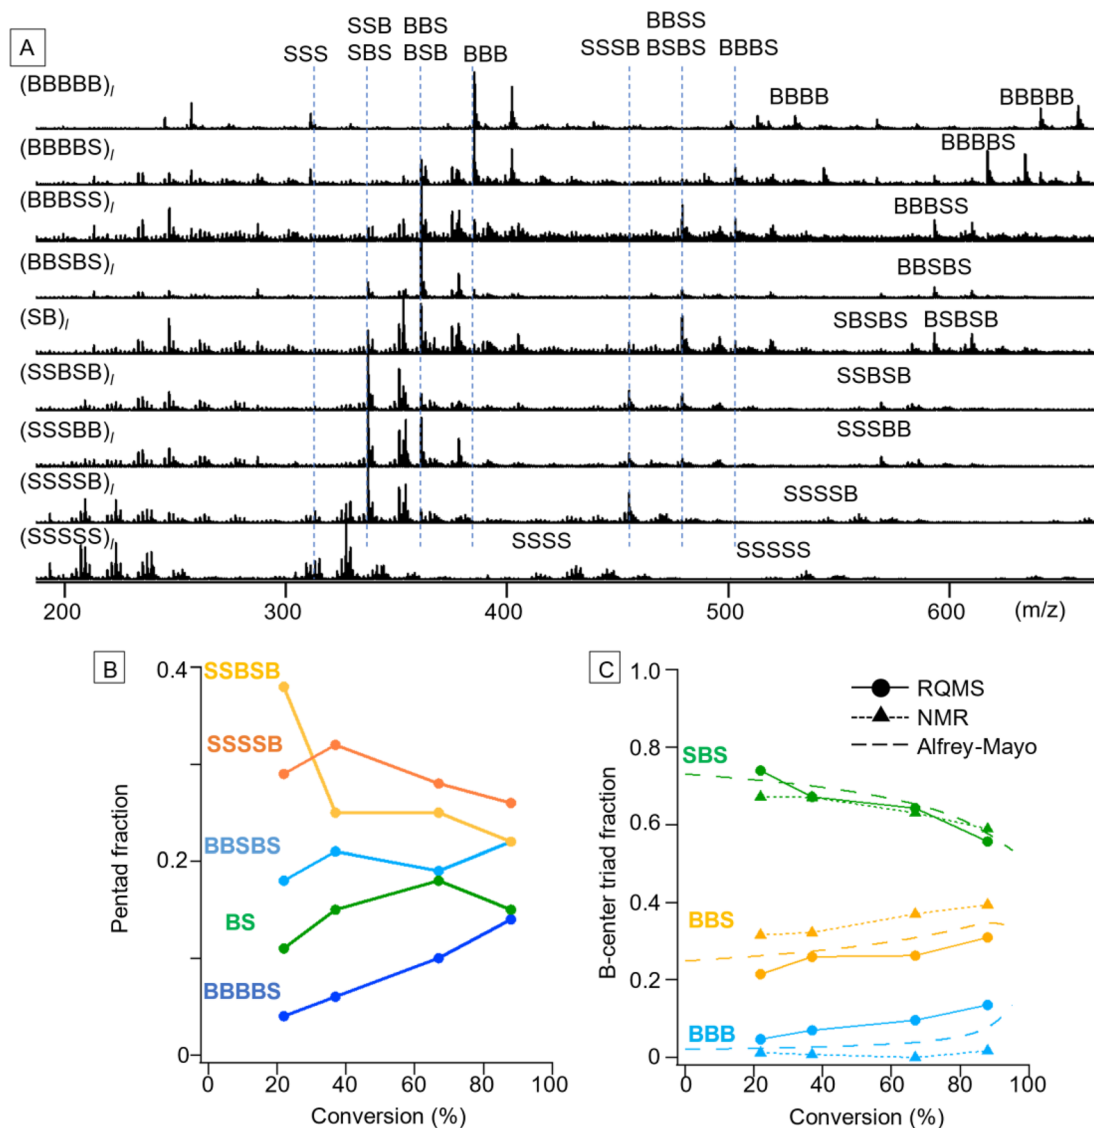 A
SSB BBS
SSS SBS BSB BBB
BBSS
SSSB BSBS BBBS
(BBBBB)l
BBBB BBBBB
(BBBBS)l
BBBBS
(BBBSS)l
BBBSS
(BBSBS)l
BBSBS
(SB)l
SBSBS BSBSB
(SSBSB)l
SSBSB
(SSSBB)l
SSSBB
(SSSSB)l
SSSSB
(SSSSS)l
SSSS SSSSS
200 300 400 500 600 (m/z)
B
Pentad fraction
0.4
0.2
0
SSBSB
SSSSB
BBSBS
BS
BBBBS
0 20 40 60 80 100
Conversion (%)
C
B-center triad fraction
1.0
0.8
0.6
0.4
0.2
0
RQMS
NMR
Alfrey-Mayo
SBS
BBS
BBB
0 20 40 60 80 100
Conversion (%)